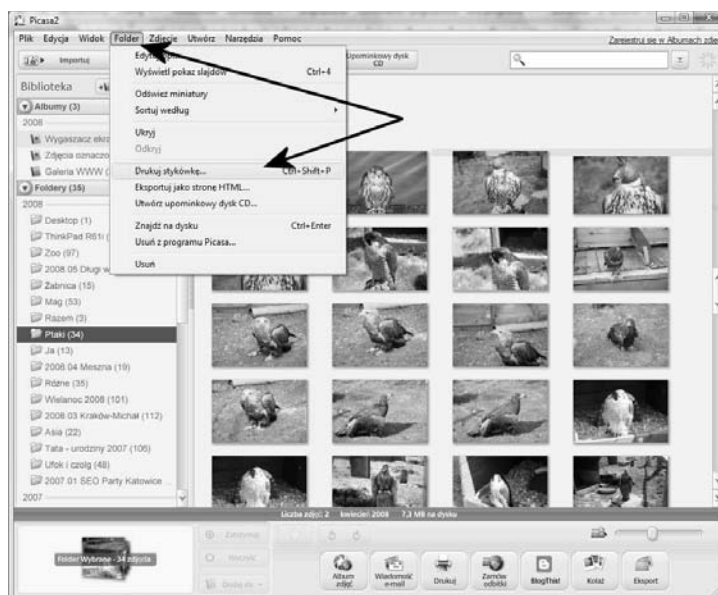 Picasa2
Plik Edycja Widok Folder Zdjęcie Utwórz Narzędzia Pomoc
Zarejestruj się w Albumach
Importuj
Upominkowy dysk
CD
Biblioteka
Wyświetl pokaz slajdów Ctrl+4
Odśwież miniatury
Sortuj według
Ukryj
Odkryj
Drukuj stykówkę... Ctrl+Shift+P
Eksportuj jako stronę HTML...
Utwórz upominkowy dysk CD...
Znajdź na dysku Ctrl+Enter
Usuń z programu Picasa...
Usuń
Albumy (3)
2008
Wygaszacz
Zdjęcia
Galeria WWW
Foldery (35)
2008
Desktop (1)
ThinkPad R61i
Zoo (97)
2008.05 Długi
Żabnica (15)
Mag (53)
Razem (3)
Ptaki (34)
Ja (13)
2008.04 Meszna (19)
Różne (35)
Wielanoc 2008 (101)
2008.03 Kraków-Michał (112)
Asia (22)
Tata - urodziny 2007 (106)
Ufok i czolg (48)
2007.01 SEO Party Katowice ...
2007
Liczba zdjęć: 2 kwiecień 2008 7,3 MB na dysku
Folder Wybrane - 34 zdjęcia
Zatrzymaj
Wyczyść
Dodaj do
Album
zdjęć
Wiadomość
e-mail
Drukuj
Zamów
odbitki
BlogThis!
Kolaż
Eksport